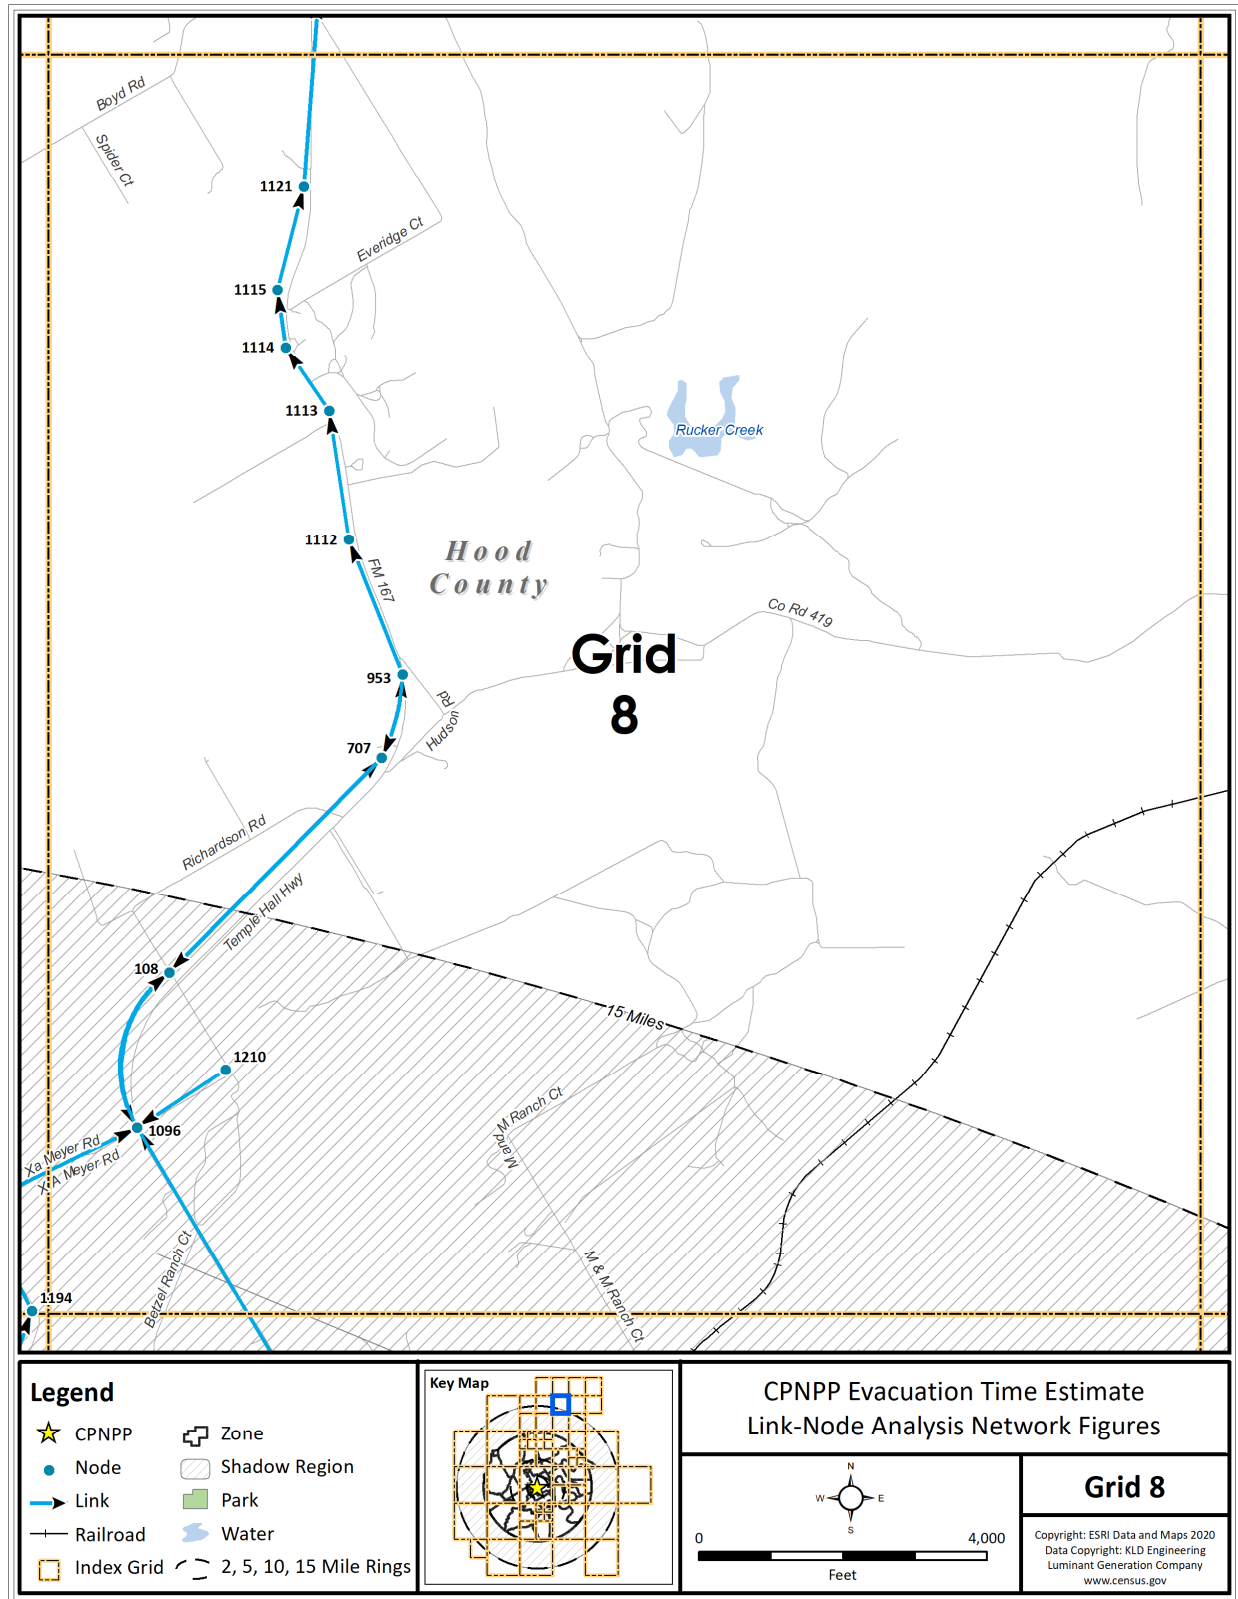 Boyd Rd
Spider Ct
1121
Everidge Ct
1115
1114
1113
Rucker Creek
1112
FM 167
Hood
County
Co Rd 419
Grid
8
953
Rd
Hudson
707
Richardson Rd
Temple Hall Hwy
108
15 Miles
1210
1096
M Ranch Ct
M and
Xa Meyer Rd
X A Meyer Rd
Betzel Ranch Ct
M & M Ranch Ct
1194
Legend
CPNPP
Node
Link
Railroad
Index Grid
Zone
Shadow Region
Park
Water
2, 5, 10, 15 Mile Rings
Key Map
CPNPP Evacuation Time Estimate
Link-Node Analysis Network Figures
N
W
E
S
0
4,000
Feet
Grid 8
Copyright: ESRI Data and Maps 2020
Data Copyright: KLD Engineering
Luminant Generation Company
www.census.gov